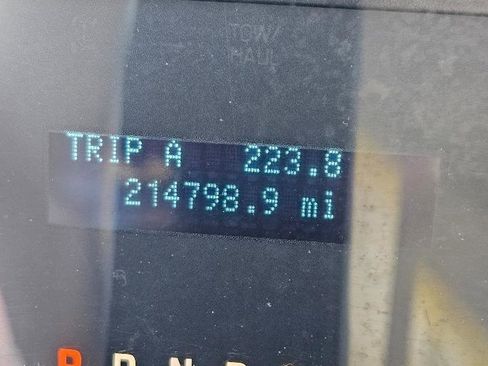 TOW/
HAUL
TRIP A 223.8
214798.9 mi
P R N D